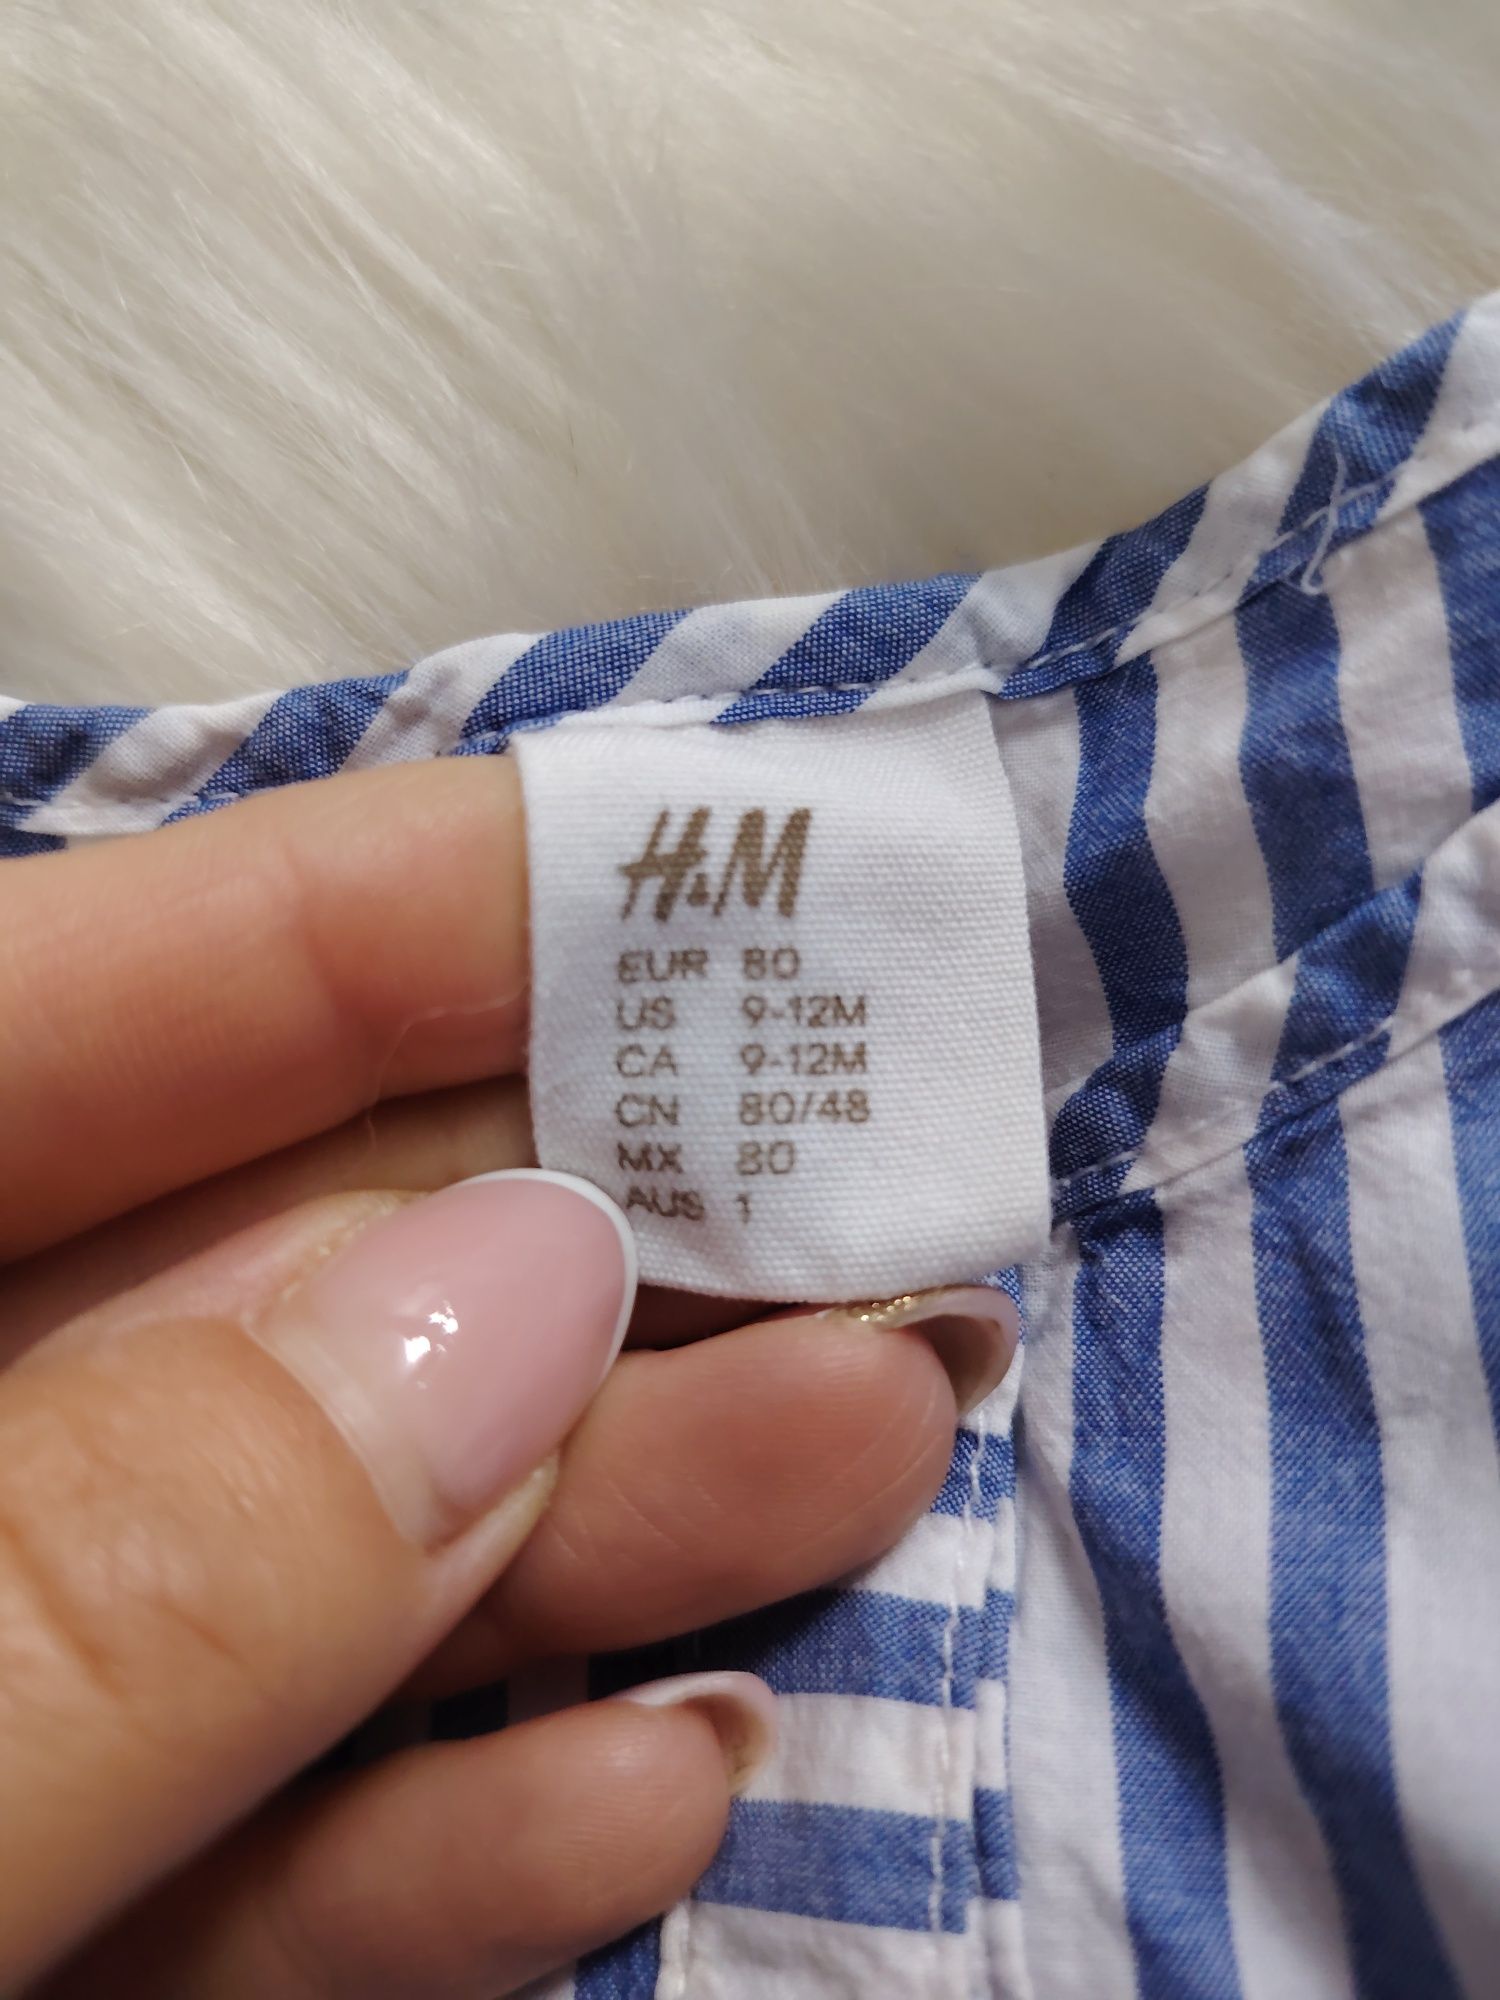 H&M
EUR 80
US 9-12M
CA 9-12M
CN 80/48
MX 80
AUS 1